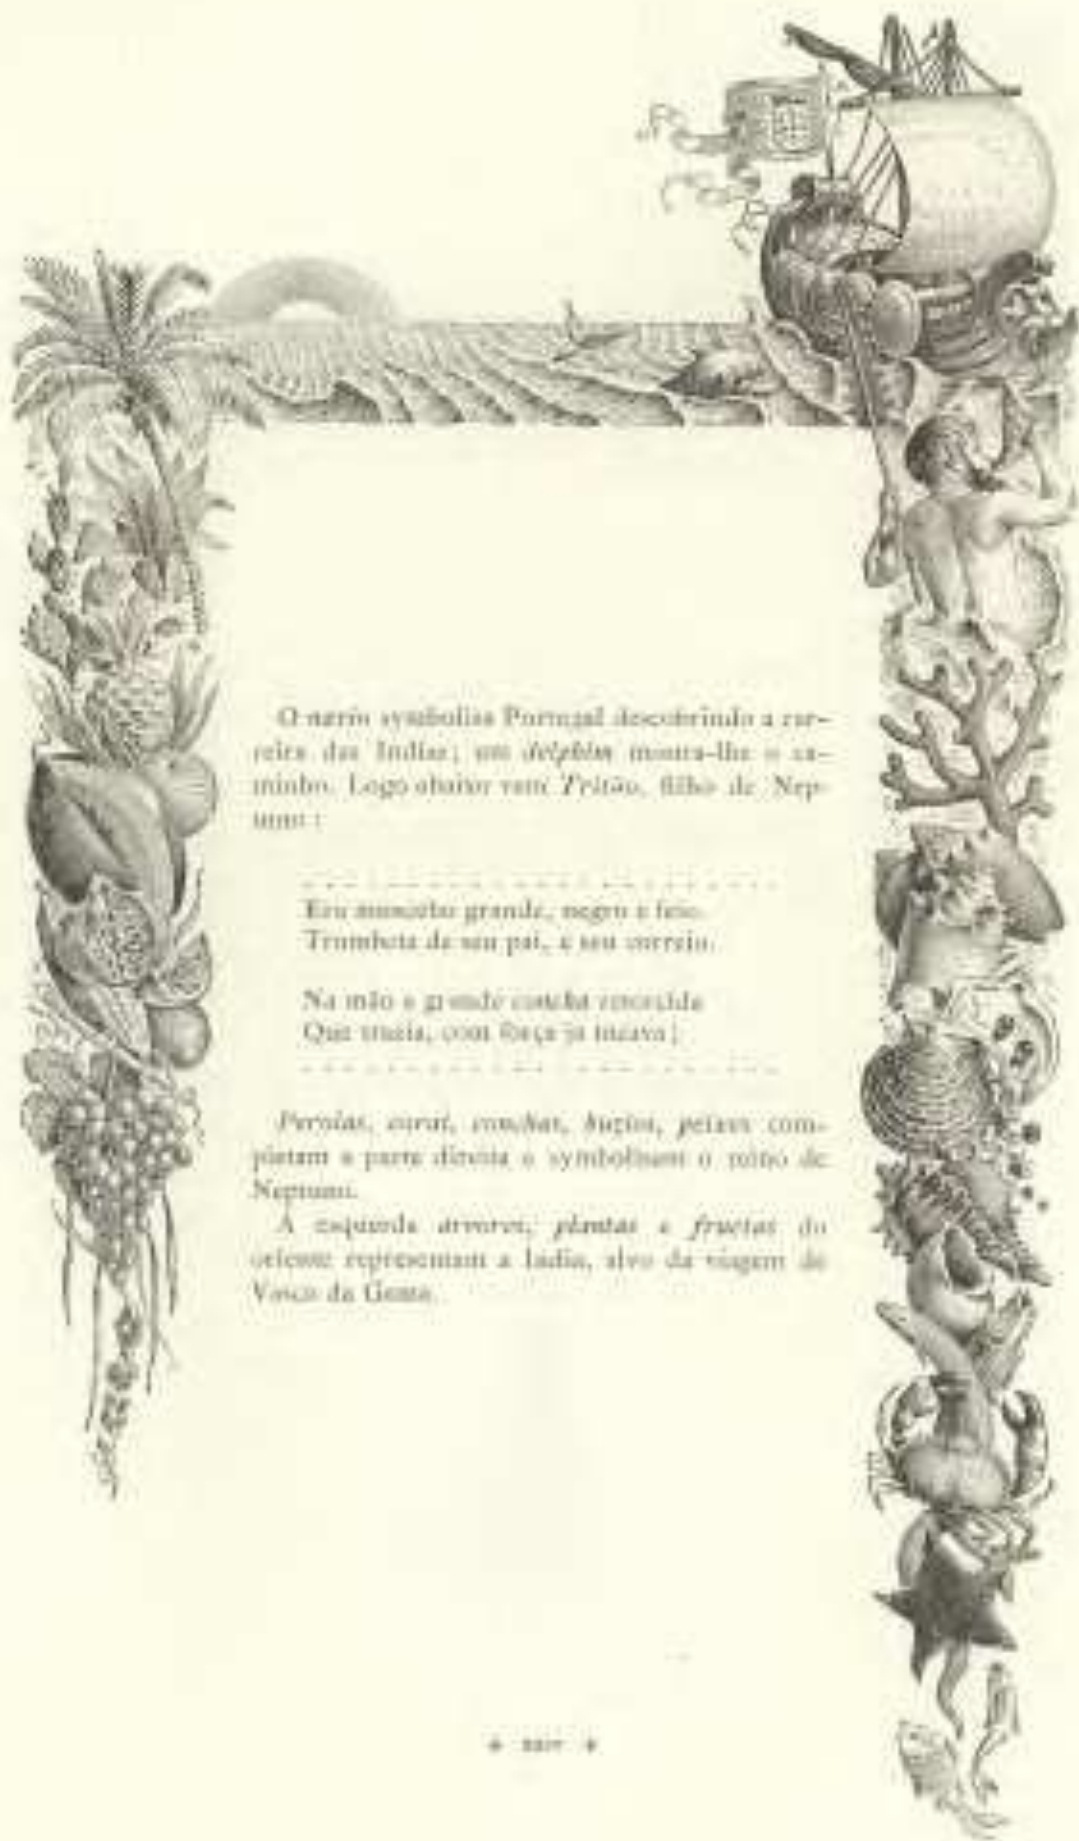 O navio symbolisa Portugal descobrindo a car-
reira das Indias; um delphim mostra-lhe o ca-
minho. Logo abaixo vem Tritão, filho de Nep-
tuno:
Era mancebo grande, negro e feio.
Trombeta de seu pai, e seu correio.
Na mão a grande concha retorcida
Que trazia, com força já tocava;
Perolas, coral, conchas, buzios, peixes com-
pletam a parte direita e symbolisam o reino de
Neptuno.
Á esquerda arvores, plantas e fructas do
oriente representam a India, alvo da viagem de
Vasco da Gama.